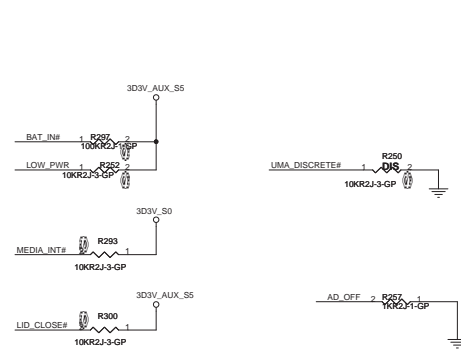 3D3V_AUX_S5
BAT_IN# 1 R297 2
100KR2J-1-GP
LOW_PWR 1 R252 2
10KR2J-3-GP
UMA_DISCRETE# 1 R250 2
DIS
10KR2J-3-GP
3D3V_S0
MEDIA_INT# R293 1
10KR2J-3-GP
3D3V_AUX_S5
AD_OFF 2 R257 1
1KR2J-1-GP
LID_CLOSE# R300 1
10KR2J-3-GP